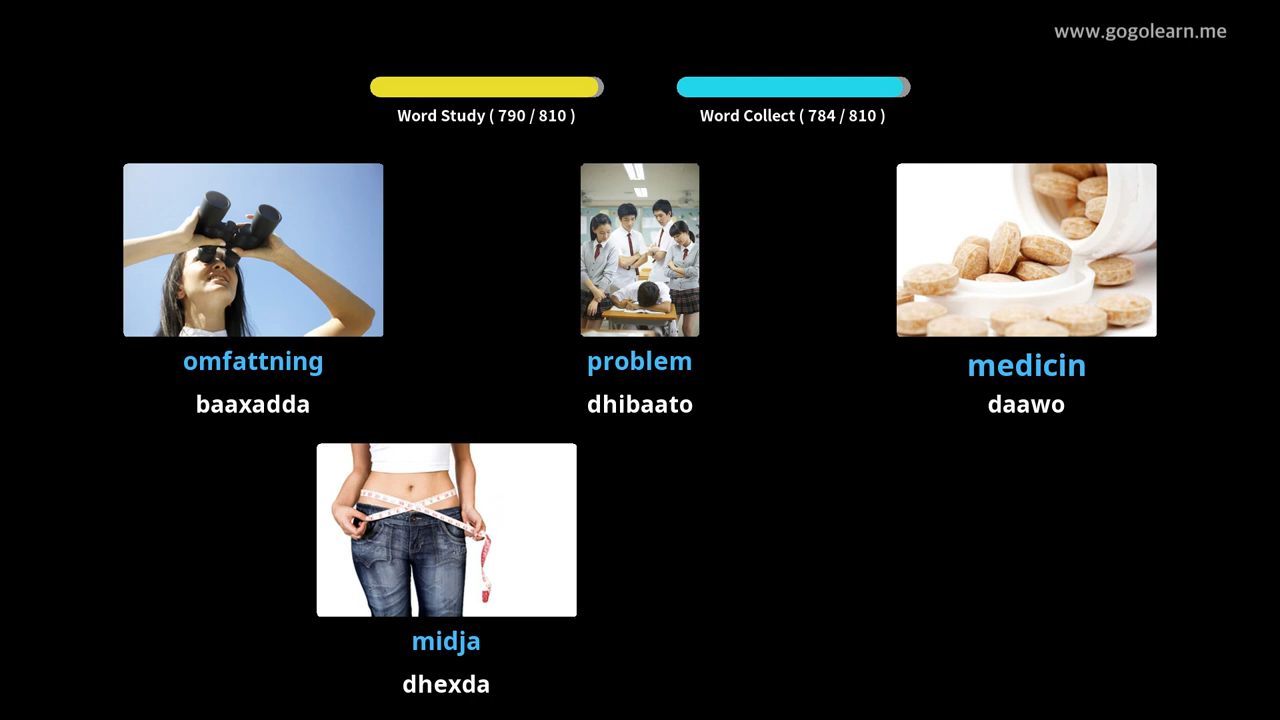 www.gogolearn.me
Word Study ( 790 / 810 )
Word Collect ( 784 / 810 )
omfattning
baaxadda
problem
dhibaato
medicin
daawo
midja
dhexda